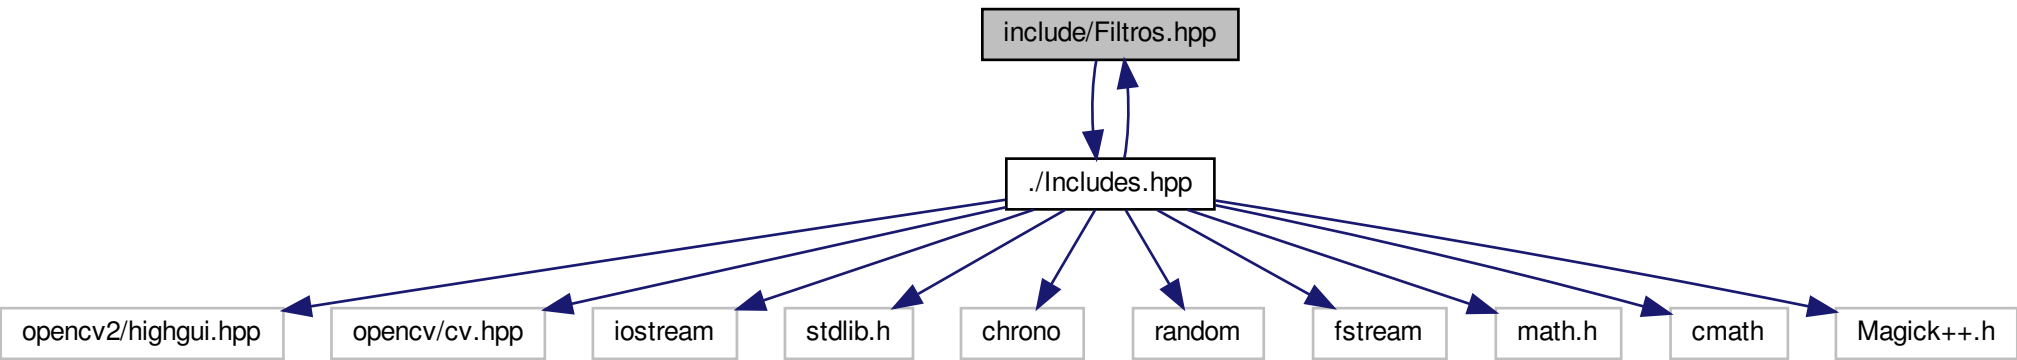 include/Filtros.hpp
./Includes.hpp
opencv2/highgui.hpp
opencv/cv.hpp
iostream
stdlib.h
chrono
random
fstream
math.h
cmath
Magick++.h